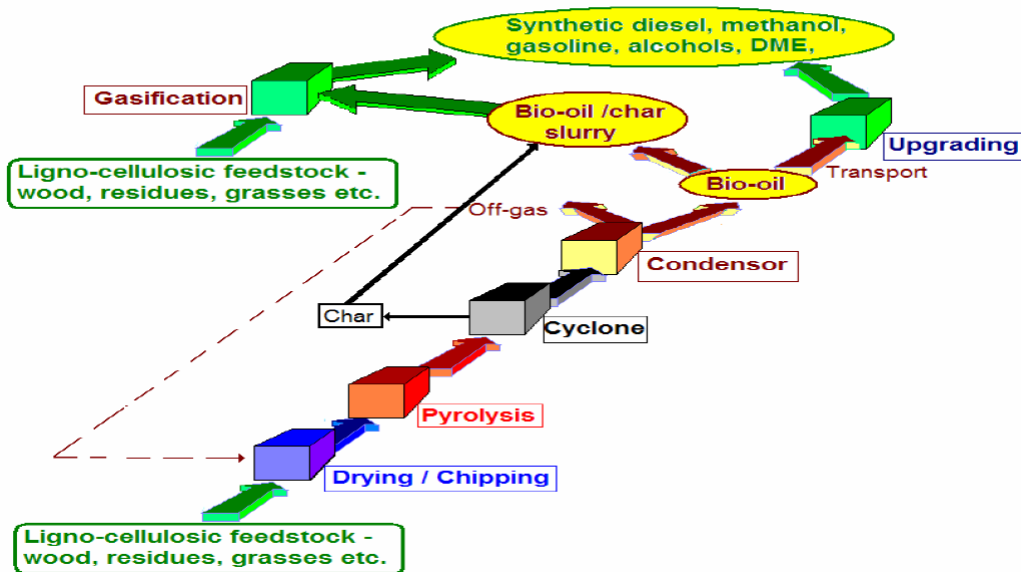 Synthetic diesel, methanol,
gasoline, alcohols, DME,
Gasification
Bio-oil /char
slurry
Upgrading
Ligno-cellulosic feedstock -
wood, residues, grasses etc.
Bio-oil
Transport
Off-gas
Condensor
Char
Cyclone
Pyrolysis
Drying / Chipping
Ligno-cellulosic feedstock -
wood, residues, grasses etc.